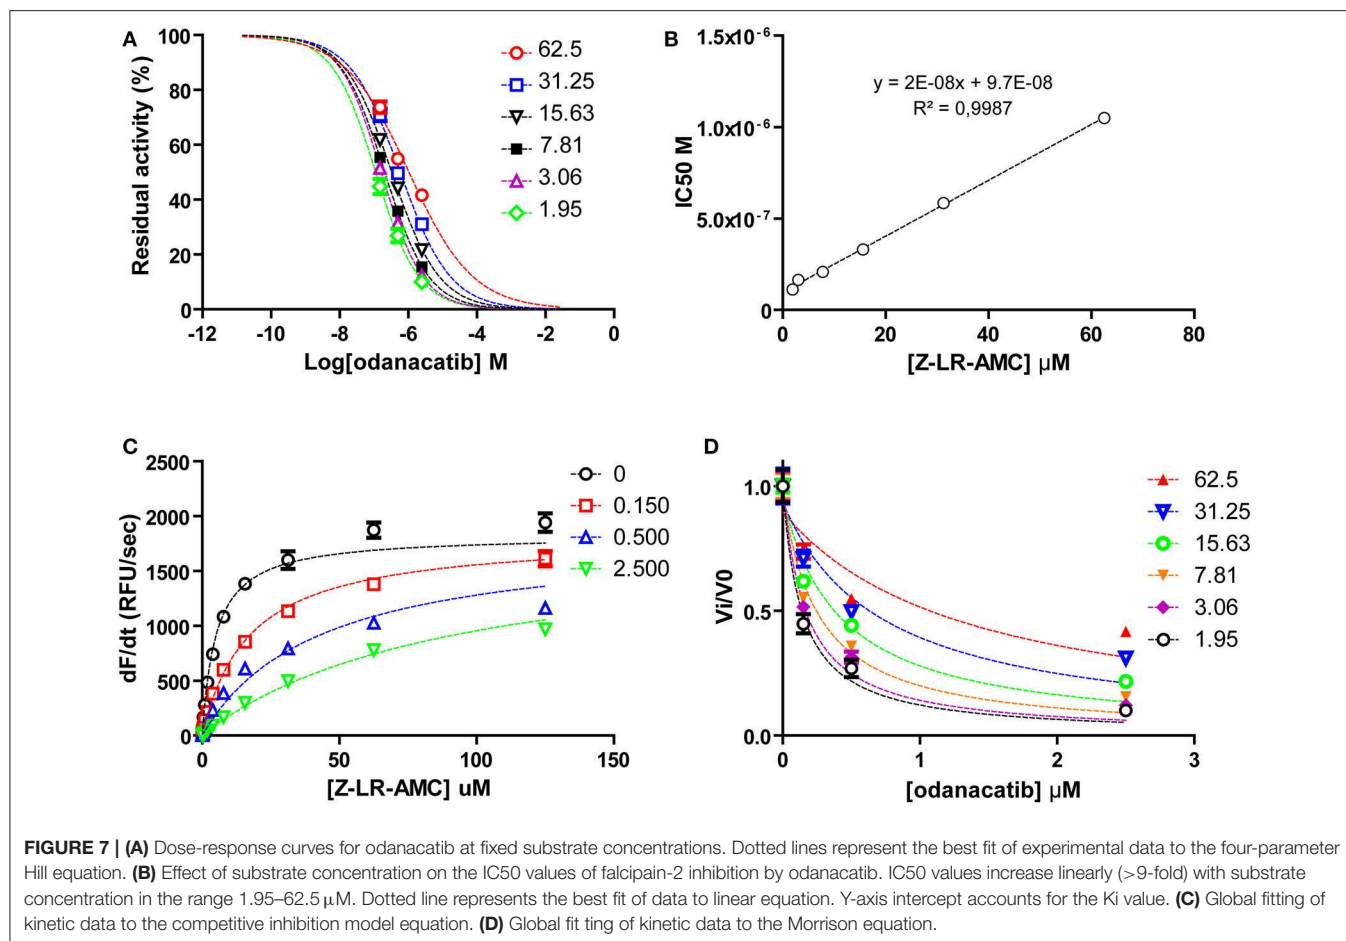 A
Residual activity (%)
100
80
60
40
20
0
-12 -10 -8 -6 -4 -2 0
Log[odanacatib] M
62.5
31.25
15.63
7.81
3.06
1.95
B
IC50 M
1.5x10-6
1.0x10-6
5.0x10-7
0
y = 2E-08x + 9.7E-08
R² = 0,9987
0 20 40 60 80
[Z-LR-AMC] µM
C
dF/dt (RFU/sec)
2500
2000
1500
1000
500
0
0 50 100 150
[Z-LR-AMC] uM
0
0.150
0.500
2.500
D
Vi/V0
1.0
0.5
0.0
0 1 2 3
[odanacatib] µM
62.5
31.25
15.63
7.81
3.06
1.95
FIGURE 7 | (A) Dose-response curves for odanacatib at fixed substrate concentrations. Dotted lines represent the best fit of experimental data to the four-parameter
Hill equation. (B) Effect of substrate concentration on the IC50 values of falcipain-2 inhibition by odanacatib. IC50 values increase linearly (>9-fold) with substrate
concentration in the range 1.95–62.5 µM. Dotted line represents the best fit of data to linear equation. Y-axis intercept accounts for the Ki value. (C) Global fitting of
kinetic data to the competitive inhibition model equation. (D) Global fit ting of kinetic data to the Morrison equation.